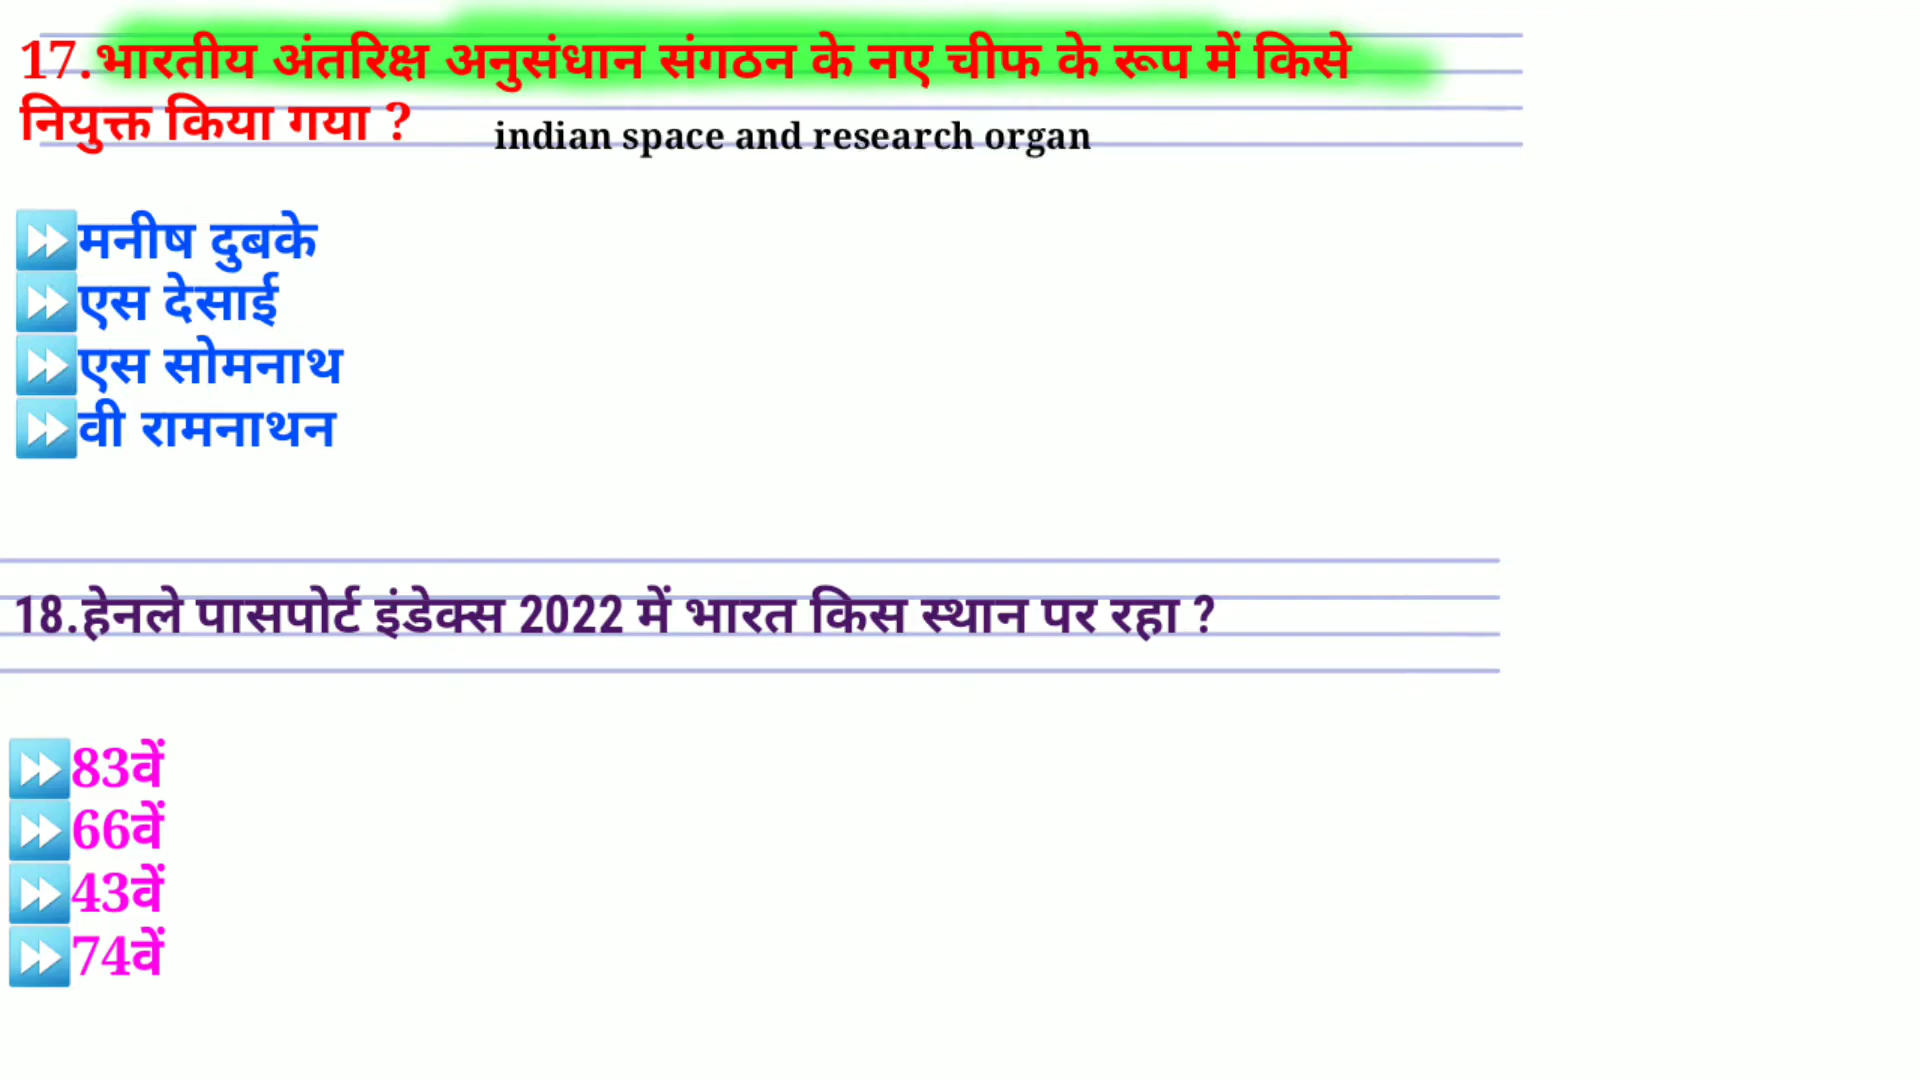 17.भारतीय अंतरिक्ष अनुसंधान संगठन के नए चीफ के रूप में किसे
नियुक्त किया गया ?
indian space and research organ
⏩मनीष दुबके
⏩एस देसाई
⏩एस सोमनाथ
⏩वी रामनाथन
18.हेनले पासपोर्ट इंडेक्स 2022 में भारत किस स्थान पर रहा ?
⏩83वें
⏩66वें
⏩43वें
⏩74वें